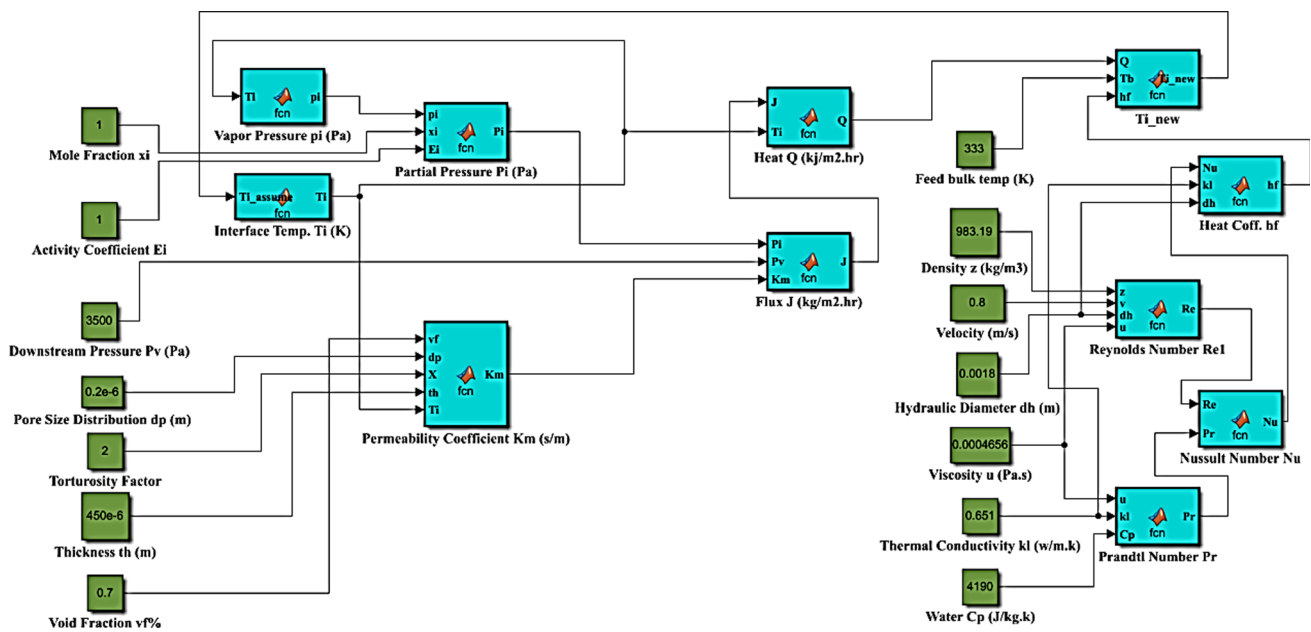 Ti pi
fcn
Vapor Pressure pi (Pa)
1
Mole Fraction xi
pi
xi
Ei
Pi
fcn
Partial Pressure Pi (Pa)
Ti_assume Ti
fcn
Interface Temp. Ti (K)
1
Activity Coefficient Ei
3500
Downstream Pressure Pv (Pa)
0.2e-6
Pore Size Distribution dp (m)
2
Torturosity Factor
450e-6
Thickness th (m)
0.7
Void Fraction vf%
vf
dp
X
th
Ti
Km
fcn
Permeability Coefficient Km (s/m)
J
Ti
Q
fcn
Heat Q (kj/m2.hr)
Pi
Pv
Km
J
fcn
Flux J (kg/m2.hr)
Q
Tb
hf
Ti_new
fcn
Ti_new
333
Feed bulk temp (K)
Nu
kl
dh
hf
fcn
Heat Coff. hf
983.19
Density z (kg/m3)
0.8
Velocity (m/s)
z
v
dh
u
Re
fcn
Reynolds Number Re1
0.0018
Hydraulic Diameter dh (m)
Re
Pr
Nu
fcn
Nussult Number Nu
0.0004656
Viscosity u (Pa.s)
0.651
Thermal Conductivity kl (w/m.k)
u
kl
Cp
Pr
fcn
Prandtl Number Pr
4190
Water Cp (J/kg.k)